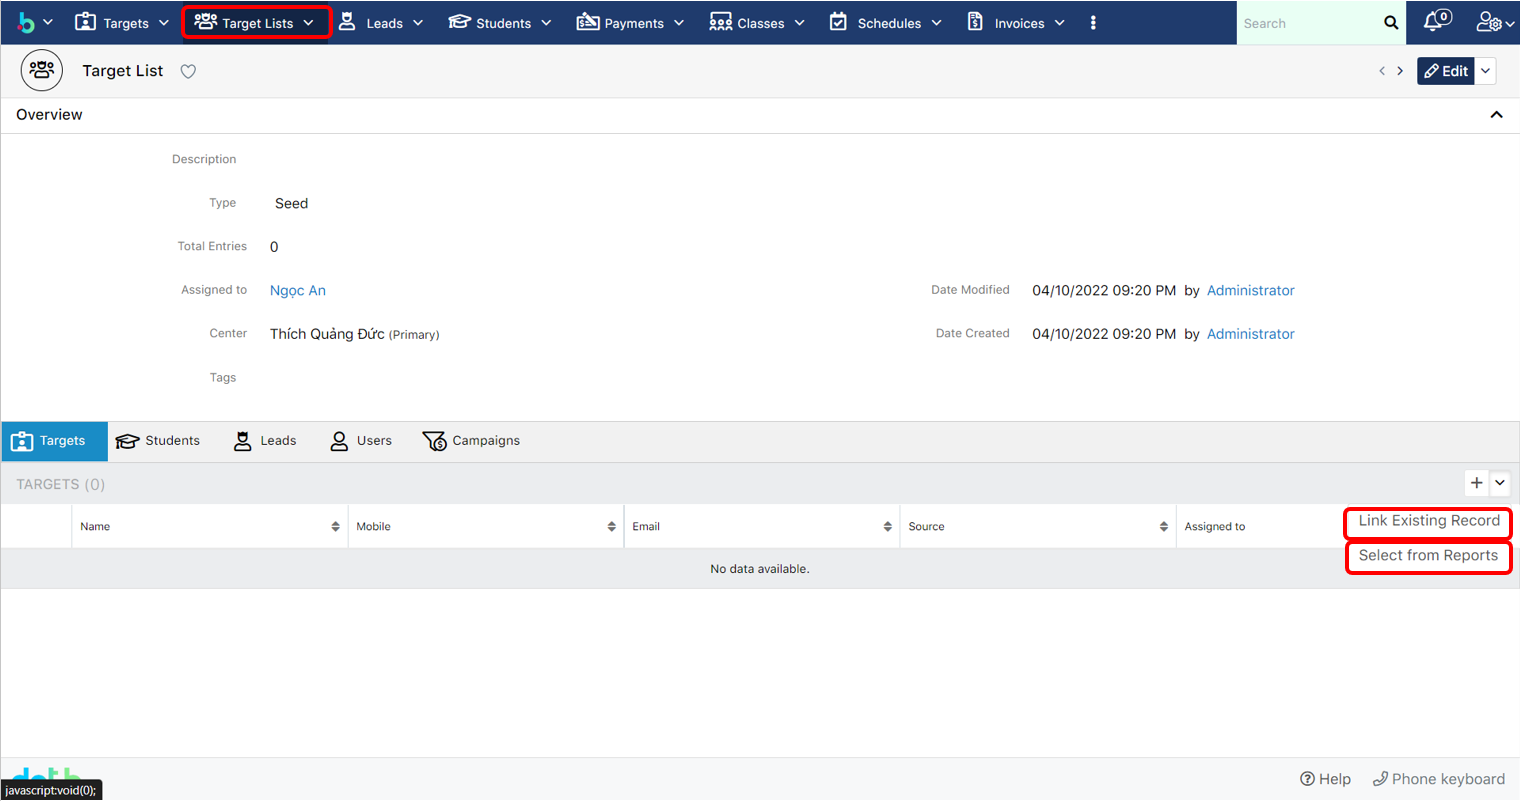 Targets Target Lists Leads Students Payments Classes Schedules Invoices Search 0
Target List Edit
Overview
Description
Type Seed
Total Entries 0
Assigned to Ngọc An Date Modified 04/10/2022 09:20 PM by Administrator
Center Thích Quảng Đức (Primary) Date Created 04/10/2022 09:20 PM by Administrator
Tags
Targets Students Leads Users Campaigns
TARGETS (0)
Name Mobile Email Source Assigned to Link Existing Record
Select from Reports
No data available.
Help Phone keyboard
javascript:void(0);